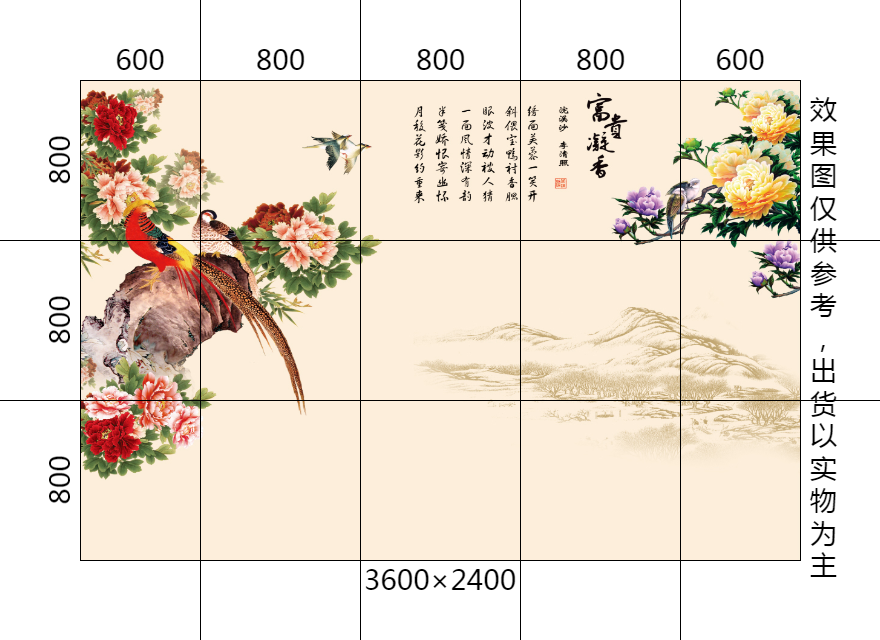 600
800
800
800
600
800
800
800
富貴凝香
浣溪沙 李清照
绣面芙蓉一笑开
斜偎宝鸭衬香腮
眼波才动被人猜
一面风情深有韵
半笺娇恨寄幽怀
月移花影约重来
效果图仅供参考,出货以实物为主
3600×2400